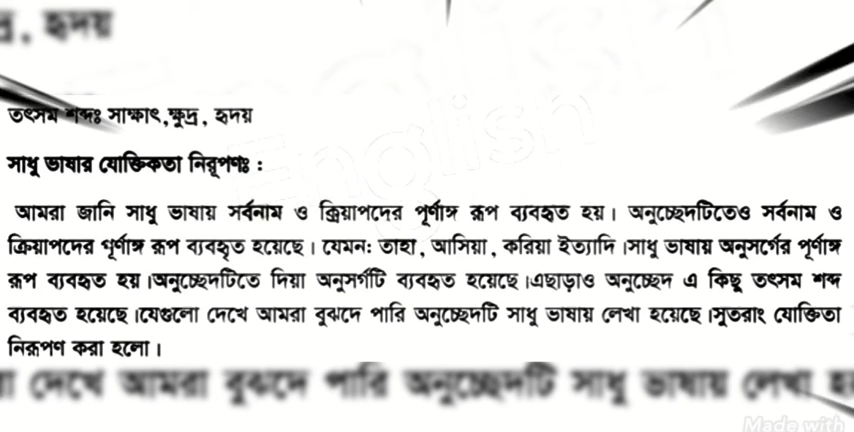 দ্র, হৃদয়
তৎসম শব্দঃ সাক্ষাৎ,ক্ষুদ্র, হৃদয়
English
সাধু ভাষার যোক্তিকতা নিরূপণঃ :
আমরা জানি সাধু ভাষায় সর্বনাম ও ক্রিয়াপদের পূর্ণাঙ্গ রূপ ব্যবহৃত হয়। অনুচ্ছেদটিতেও সর্বনাম ও
ক্রিয়াপদের পূর্ণাঙ্গ রূপ ব্যবহৃত হয়েছে। যেমন: তাহা, আসিয়া, করিয়া ইত্যাদি।সাধু ভাষায় অনুসর্গের পূর্ণাঙ্গ
রূপ ব্যবহৃত হয়।অনুচ্ছেদটিতে দিয়া অনুসর্গটি ব্যবহৃত হয়েছে।এছাড়াও অনুচ্ছেদ এ কিছু তৎসম শব্দ
ব্যবহৃত হয়েছে।যেগুলো দেখে আমরা বুঝদে পারি অনুচ্ছেদটি সাধু ভাষায় লেখা হয়েছে।সুতরাং যোক্তিতা
নিরূপণ করা হলো।
দেখে আমরা বুঝদে পারি অনুচ্ছেদটি সাধু ভাষায় লেখা
Made with